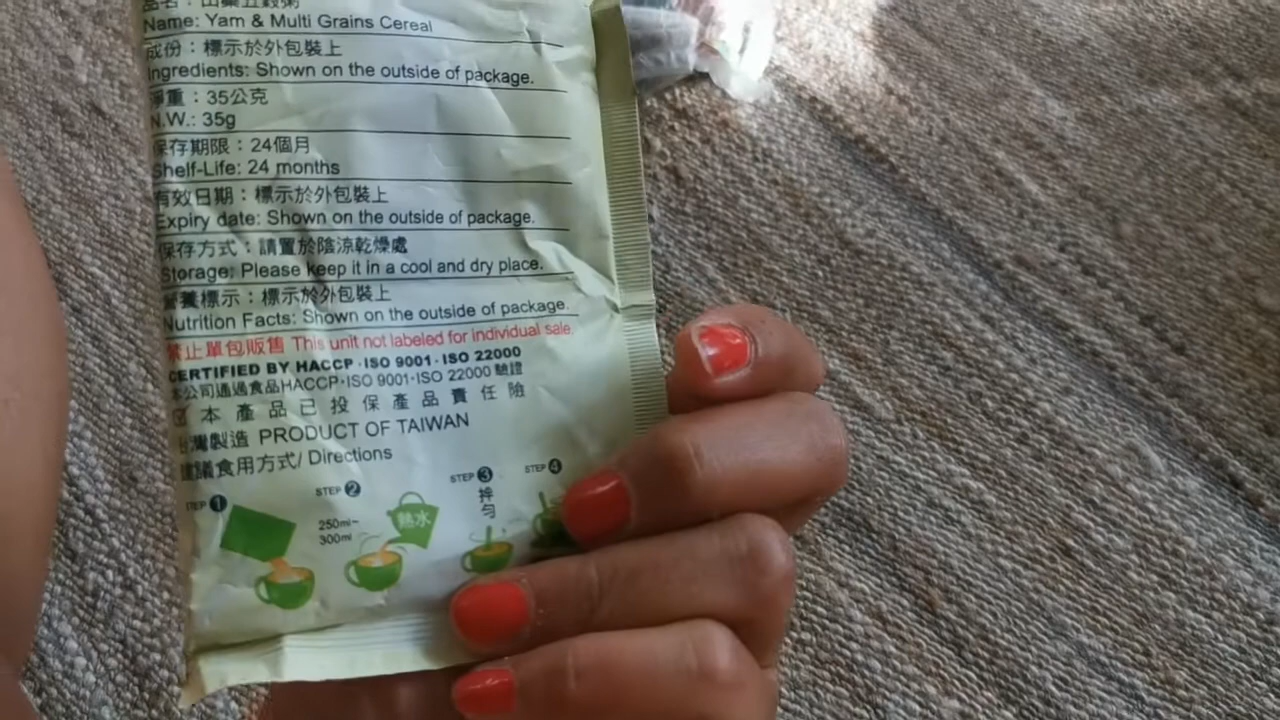 品名：山藥五穀粥
Name: Yam & Multi Grains Cereal
成份：標示於外包裝上
Ingredients: Shown on the outside of package.
淨重：35公克
N.W.: 35g
保存期限：24個月
Shelf-Life: 24 months
有效日期：標示於外包裝上
Expiry date: Shown on the outside of package.
保存方式：請置於陰涼乾燥處
Storage: Please keep it in a cool and dry place.
營養標示：標示於外包裝上
Nutrition Facts: Shown on the outside of package.
禁止單包販售 This unit not labeled for individual sale.
CERTIFIED BY HACCP·ISO 9001·ISO 22000
本公司通過食品HACCP·ISO 9001·ISO 22000 驗證
本產品已投保產品責任險
台灣製造 PRODUCT OF TAIWAN
建議食用方式/ Directions
STEP 1
STEP 2
250ml~
300ml
熱水
STEP 3
拌勻
STEP 4